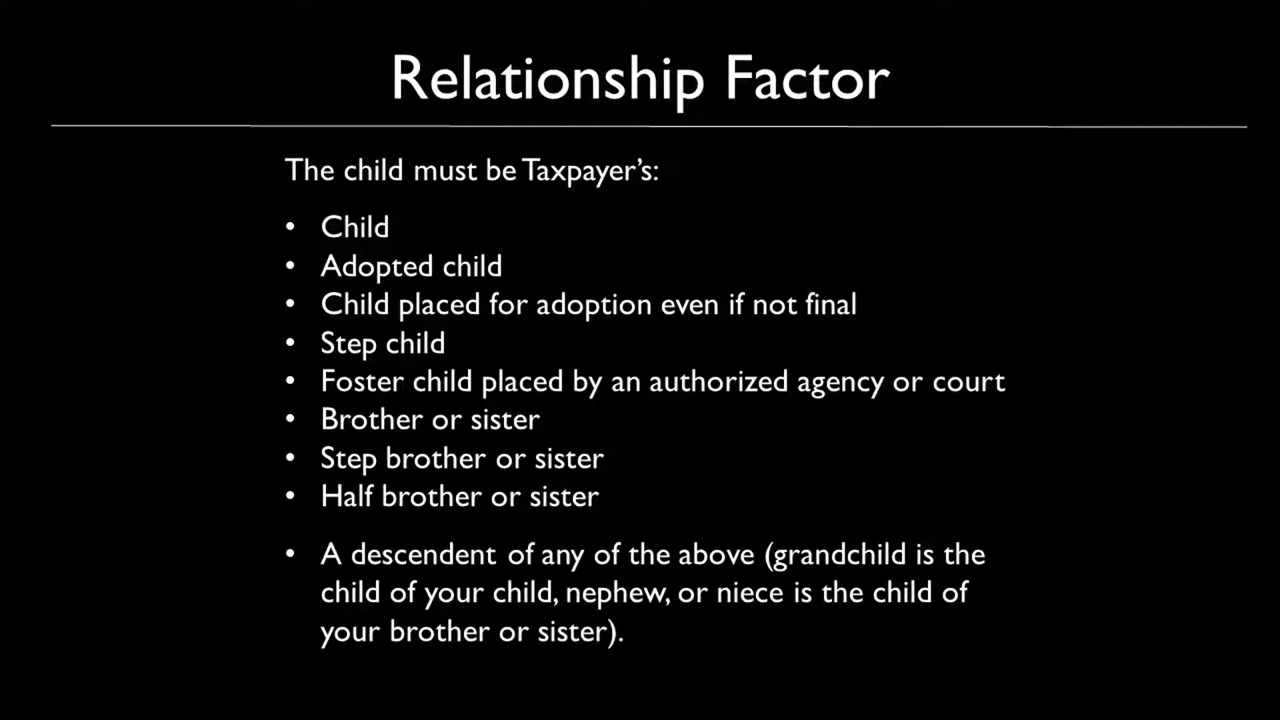 Relationship Factor
The child must be Taxpayer's:
• Child
• Adopted child
• Child placed for adoption even if not final
• Step child
• Foster child placed by an authorized agency or court
• Brother or sister
• Step brother or sister
• Half brother or sister
• A descendent of any of the above (grandchild is the
child of your child, nephew, or niece is the child of
your brother or sister).